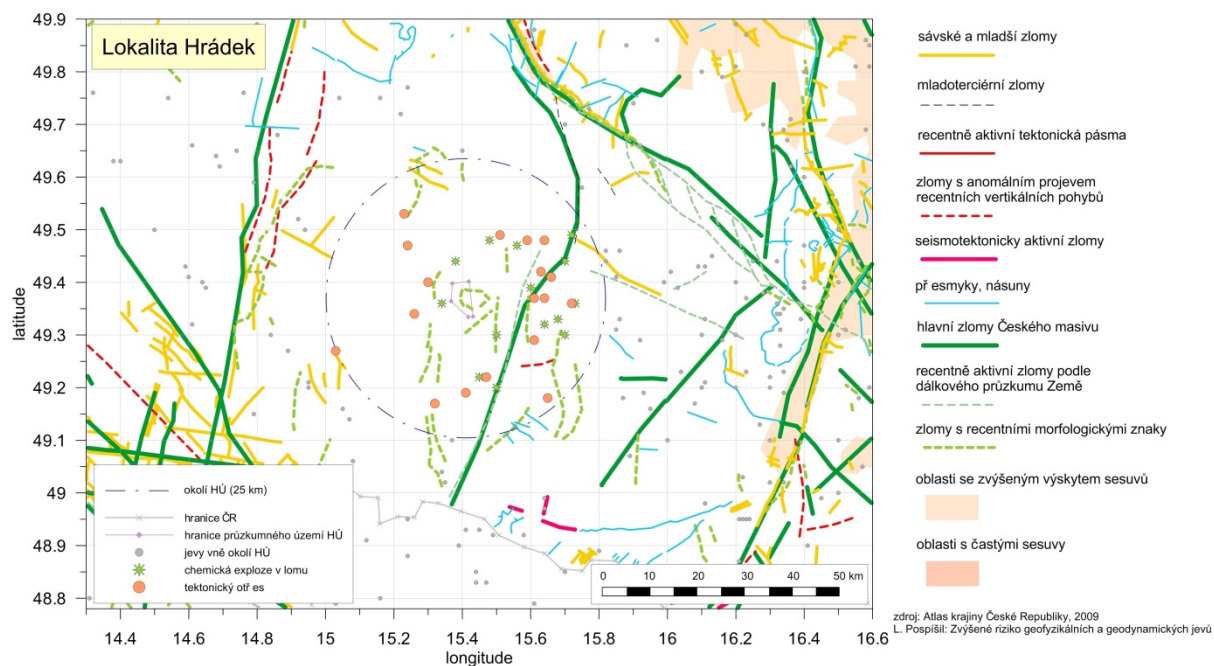 Lokalita Hrádek
49.9
49.8
49.7
49.6
49.5
49.4
49.3
49.2
49.1
49
48.9
48.8
latitude
14.4
14.6
14.8
15
15.2
15.4
15.6
15.8
16
16.2
16.4
16.6
longitude
okolí HÚ (25 km)
hranice ČR
hranice průzkumného území HÚ
jevy vně okolí HÚ
chemická exploze v lomu
tektonický otř es
0 10 20 30 40 50 km
sávské a mladší zlomy
mladoterciérní zlomy
recentně aktivní tektonická pásma
zlomy s anomálním projevem
recentních vertikálních pohybů
seismotektonicky aktivní zlomy
př esmyky, násuny
hlavní zlomy Českého masivu
recentně aktivní zlomy podle
dálkového průzkumu Země
zlomy s recentními morfologickými znaky
oblasti se zvýšeným výskytem sesuvů
oblasti s častými sesuvy
zdroj: Atlas krajiny České Republiky, 2009
L. Pospíšil: Zvýšené riziko geofyzikálních a geodynamických jevů